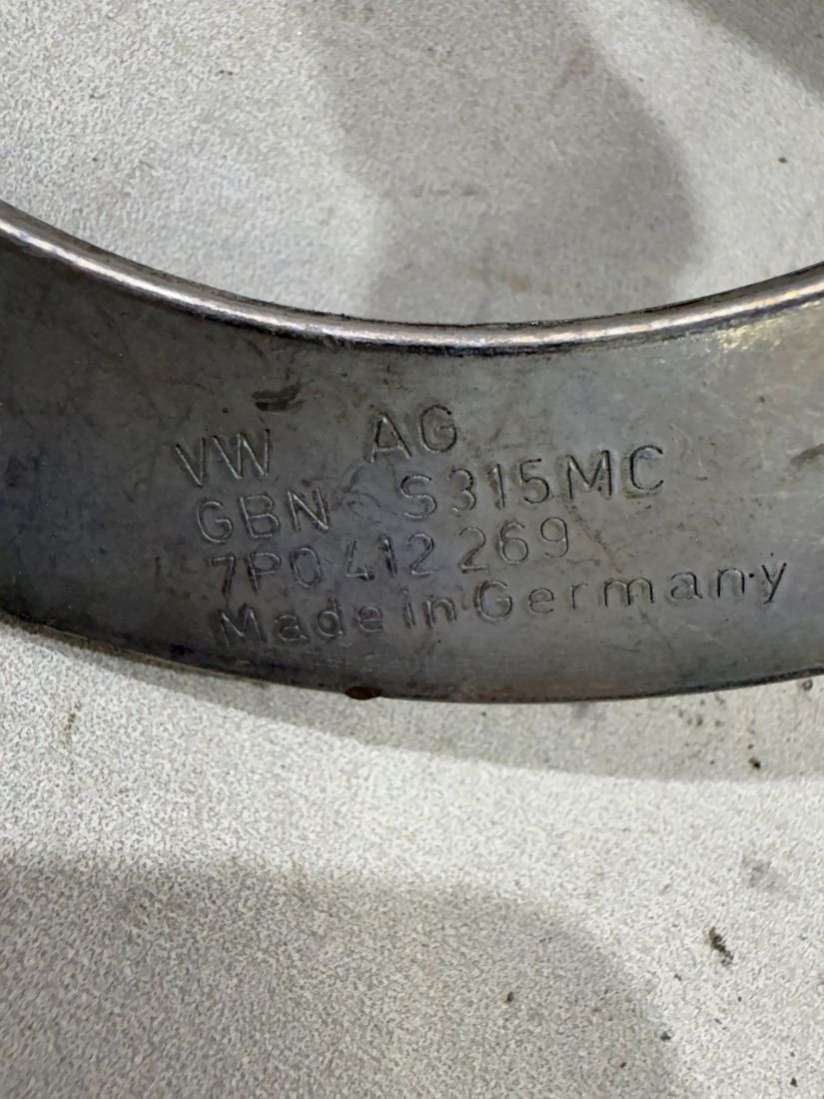 VW AG
GBN S315MC
7P0 412 269
Made in Germany